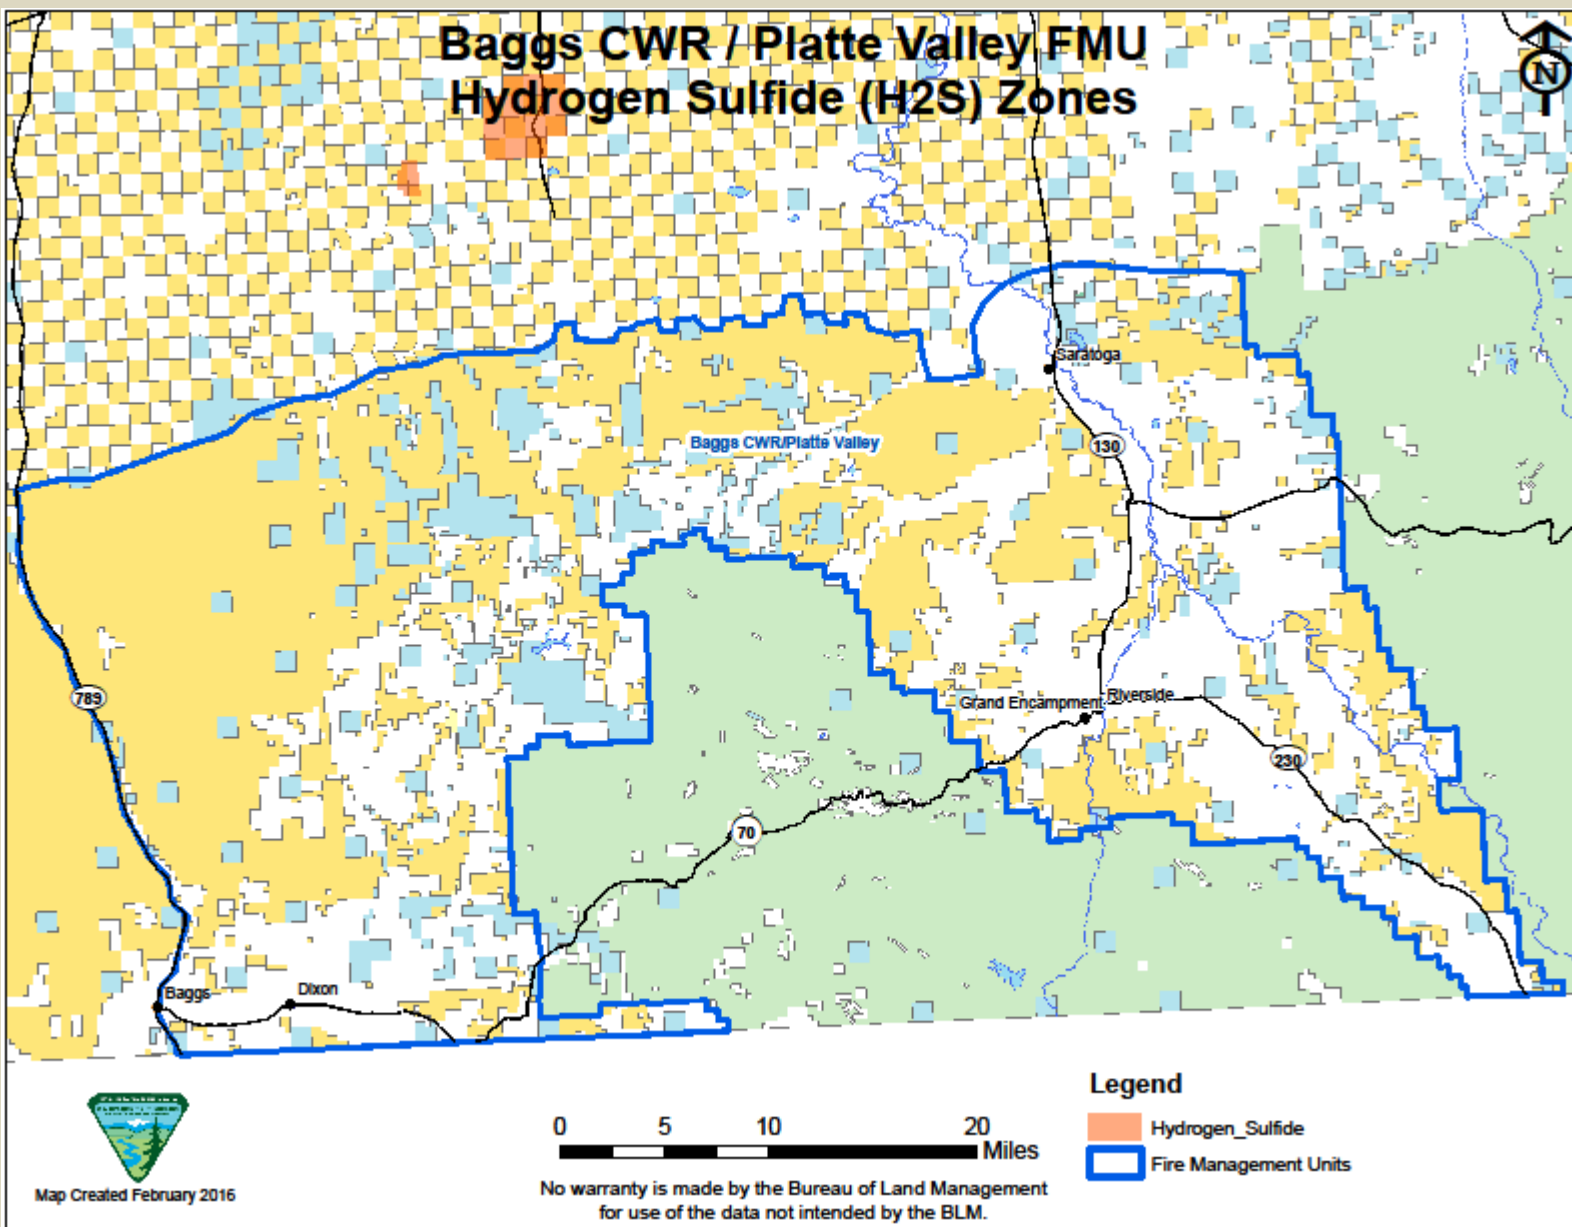 Baggs CWR / Platte Valley FMU
Hydrogen Sulfide (H2S) Zones
N
Saratoga
Baggs CWR/Platte Valley
130
789
Grand Encampment
Riverside
230
70
Baggs
Dixon
Legend
Hydrogen_Sulfide
Fire Management Units
0 5 10 20
Miles
Map Created February 2016
No warranty is made by the Bureau of Land Management
for use of the data not intended by the BLM.